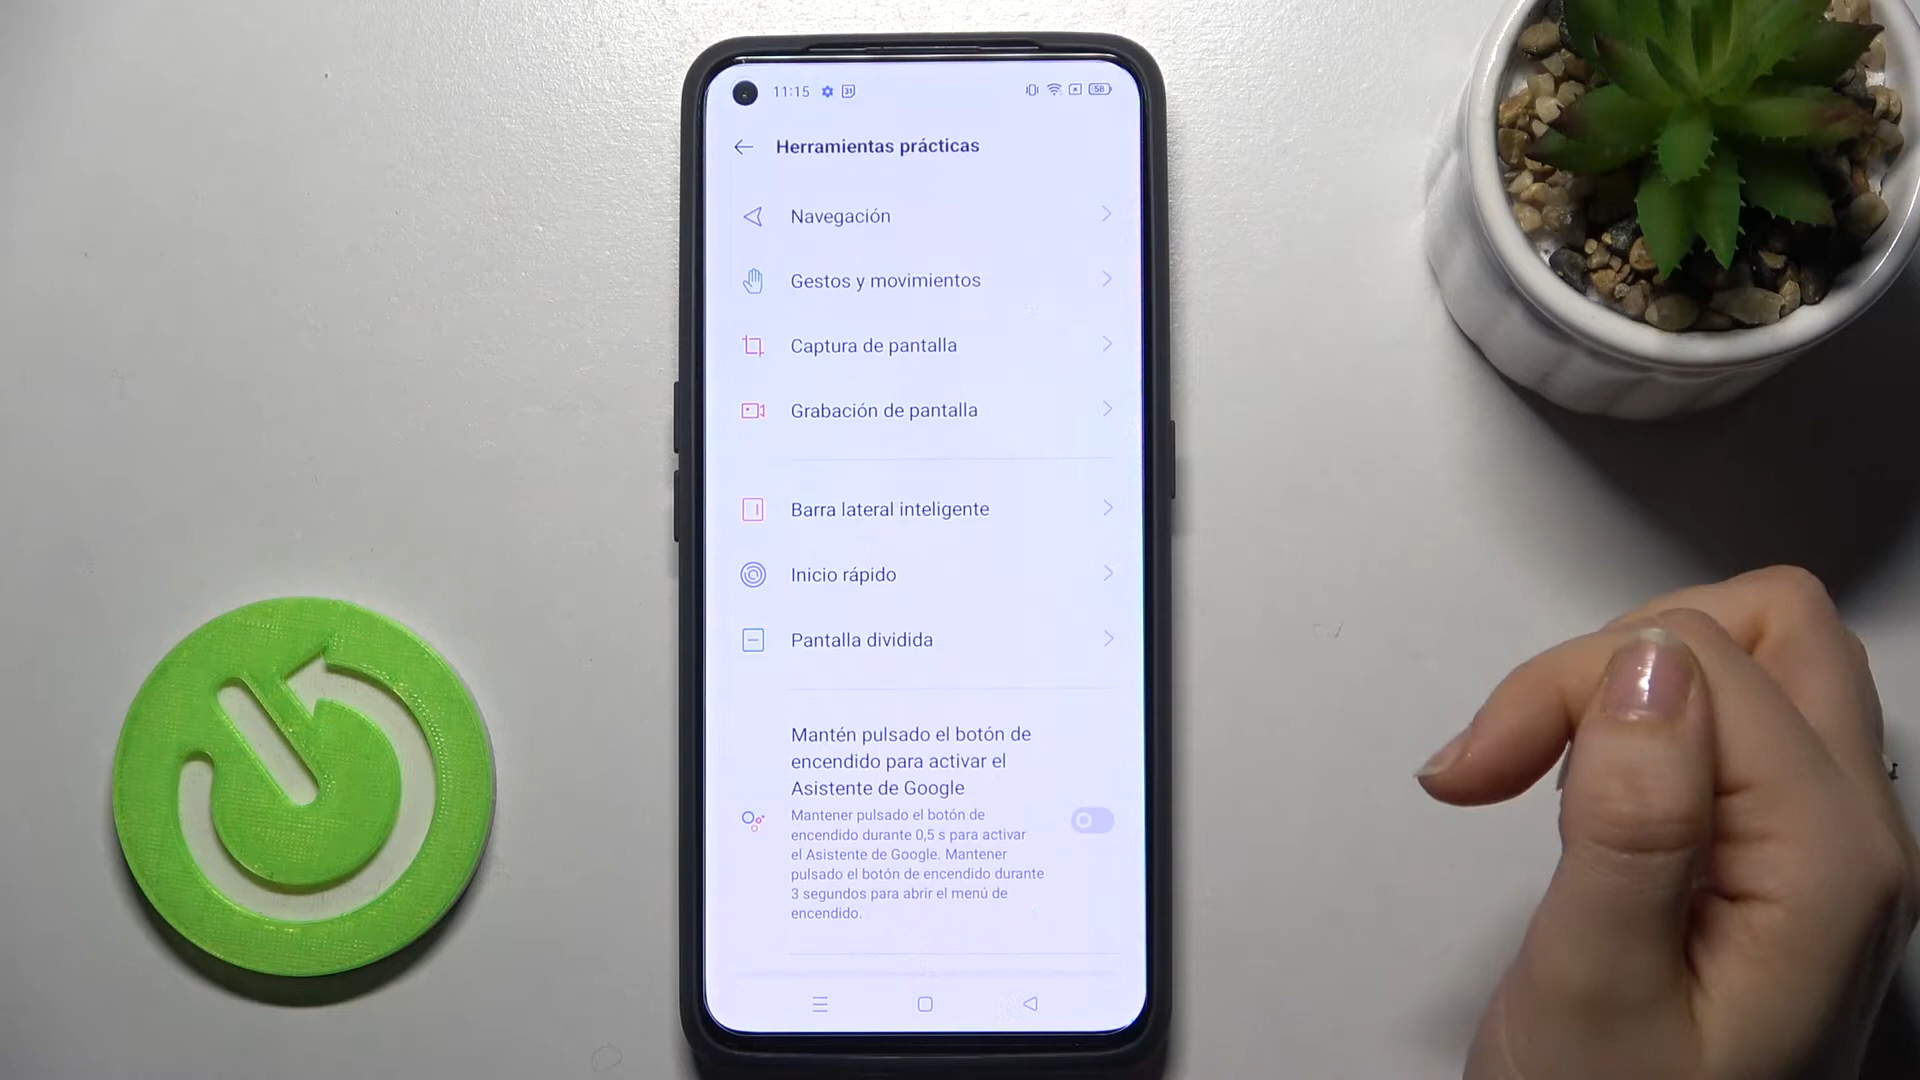 11:15 31 58
Herramientas prácticas
Navegación
Gestos y movimientos
Captura de pantalla
Grabación de pantalla
Barra lateral inteligente
Inicio rápido
Pantalla dividida
Mantén pulsado el botón de
encendido para activar el
Asistente de Google
Mantener pulsado el botón de
encendido durante 0,5 s para activar
el Asistente de Google. Mantener
pulsado el botón de encendido durante
3 segundos para abrir el menú de
encendido.